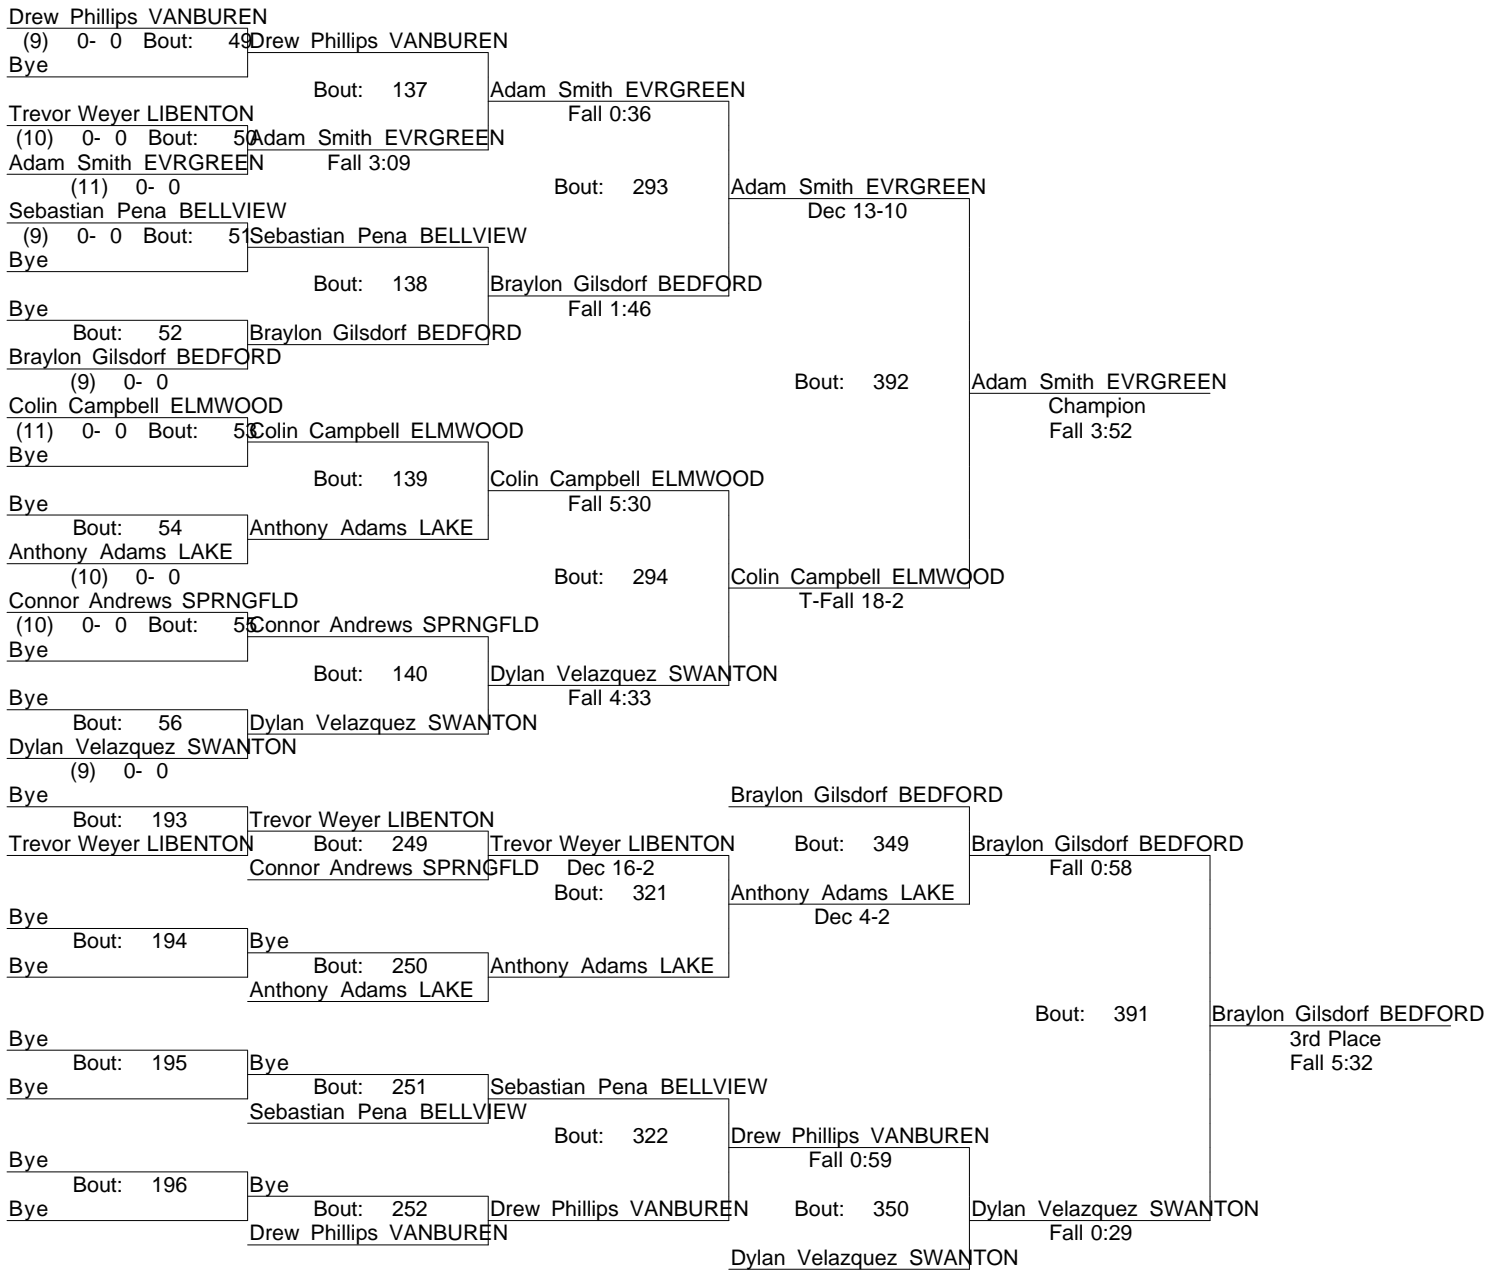 Drew Phillips VANBUREN
(9) 0- 0 Bout: 49 Drew Phillips VANBUREN
Bye
Bout: 137 Adam Smith EVRGREEN
Trevor Weyer LIBENTON Fall 0:36
(10) 0- 0 Bout: 50 Adam Smith EVRGREEN
Adam Smith EVRGREEN Fall 3:09
(11) 0- 0 Bout: 293 Adam Smith EVRGREEN
Sebastian Pena BELLVIEW Dec 13-10
(9) 0- 0 Bout: 51 Sebastian Pena BELLVIEW
Bye
Bout: 138 Braylon Gilsdorf BEDFORD
Bye Fall 1:46
Bout: 52 Braylon Gilsdorf BEDFORD
Braylon Gilsdorf BEDFORD
(9) 0- 0 Bout: 392 Adam Smith EVRGREEN
Colin Campbell ELMWOOD Champion
(11) 0- 0 Bout: 53 Colin Campbell ELMWOOD Fall 3:52
Bye
Bout: 139 Colin Campbell ELMWOOD
Bye Fall 5:30
Bout: 54 Anthony Adams LAKE
Anthony Adams LAKE
(10) 0- 0 Bout: 294 Colin Campbell ELMWOOD
Connor Andrews SPRNGFLD T-Fall 18-2
(10) 0- 0 Bout: 55 Connor Andrews SPRNGFLD
Bye
Bout: 140 Dylan Velazquez SWANTON
Bye Fall 4:33
Bout: 56 Dylan Velazquez SWANTON
Dylan Velazquez SWANTON
(9) 0- 0
Bye Braylon Gilsdorf BEDFORD
Bout: 193 Trevor Weyer LIBENTON
Trevor Weyer LIBENTON Bout: 249 Trevor Weyer LIBENTON Bout: 349 Braylon Gilsdorf BEDFORD
Connor Andrews SPRNGFLD Dec 16-2 Fall 0:58
Bout: 321 Anthony Adams LAKE
Bye Dec 4-2
Bout: 194 Bye
Bye Bout: 250 Anthony Adams LAKE
Anthony Adams LAKE
Bout: 391 Braylon Gilsdorf BEDFORD
Bye 3rd Place
Bout: 195 Bye Fall 5:32
Bye Bout: 251 Sebastian Pena BELLVIEW
Sebastian Pena BELLVIEW
Bout: 322 Drew Phillips VANBUREN
Bye Fall 0:59
Bout: 196 Bye
Bye Bout: 252 Drew Phillips VANBUREN Bout: 350 Dylan Velazquez SWANTON
Drew Phillips VANBUREN Fall 0:29
Dylan Velazquez SWANTON